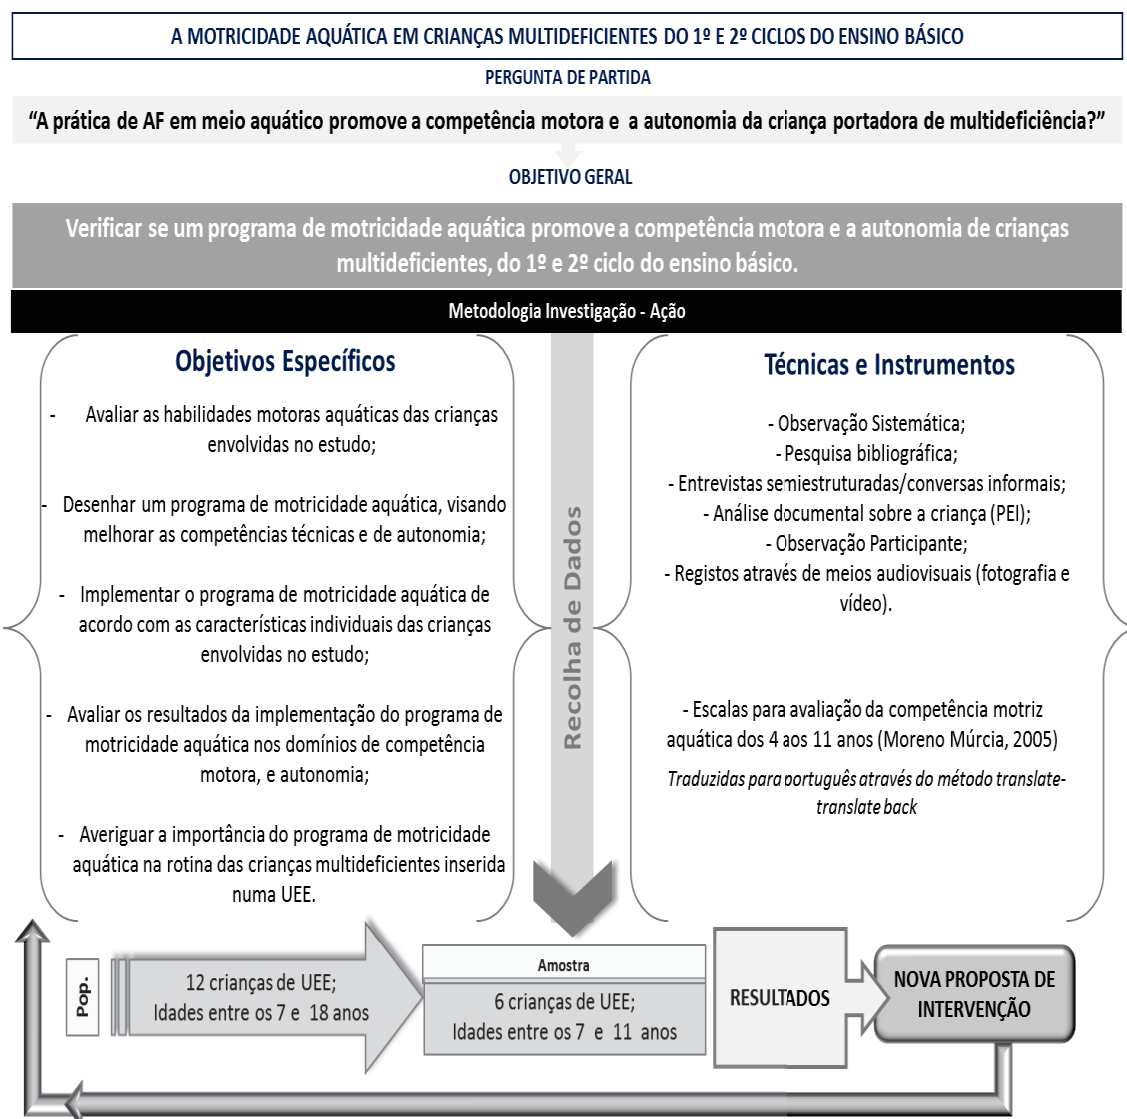 A MOTRICIDADE AQUÁTICA EM CRIANÇAS MULTIDEFICIENTES DO 1º E 2º CICLOS DO ENSINO BÁSICO
PERGUNTA DE PARTIDA
“A prática de AF em meio aquático promove a competência motora e a autonomia da criança portadora de multideficiência?”
OBJETIVO GERAL
Verificar se um programa de motricidade aquática promove a competência motora e a autonomia de crianças
multideficientes, do 1º e 2º ciclo do ensino básico.
Metodologia Investigação - Ação
Objetivos Específicos
- Avaliar as habilidades motoras aquáticas das crianças
envolvidas no estudo;
- Desenhar um programa de motricidade aquática, visando
melhorar as competências técnicas e de autonomia;
- Implementar o programa de motricidade aquática de
acordo com as características individuais das crianças
envolvidas no estudo;
- Avaliar os resultados da implementação do programa de
motricidade aquática nos domínios de competência
motora, e autonomia;
- Averiguar a importância do programa de motricidade
aquática na rotina das crianças multideficientes inserida
numa UEE.
Recolha de Dados
Técnicas e Instrumentos
- Observação Sistemática;
- Pesquisa bibliográfica;
- Entrevistas semiestruturadas/conversas informais;
- Análise documental sobre a criança (PEI);
- Observação Participante;
- Registos através de meios audiovisuais (fotografia e
vídeo).
- Escalas para avaliação da competência motriz
aquática dos 4 aos 11 anos (Moreno Múrcia, 2005)
Traduzidas para português através do método translate-
translate back
Pop.
12 crianças de UEE;
Idades entre os 7 e 18 anos
Amostra
6 crianças de UEE;
Idades entre os 7 e 11 anos
RESULTADOS
NOVA PROPOSTA DE
INTERVENÇÃO